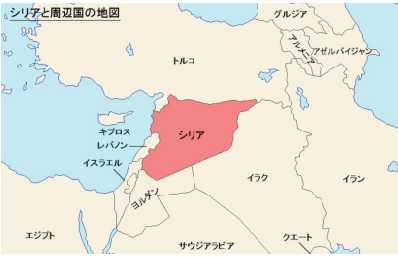 シリアと周辺国の地図
グルジア
アルメニア
アゼルバイジャン
トルコ
キプロス
シリア
レバノン
イスラエル
イラク
イラン
ヨルダン
エジプト
サウジアラビア
クエート